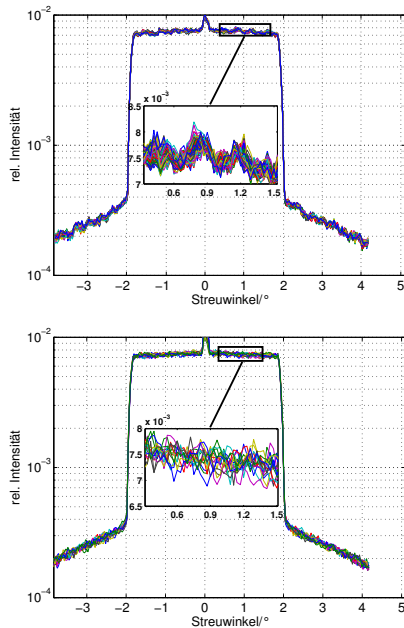 10⁻²
10⁻³
10⁻⁴
rel. Intensität
x 10⁻³
8.5
8
7.5
7
0.6 0.9 1.2 1.5
−3 −2 −1 0 1 2 3 4 5
Streuwinkel/°
10⁻²
10⁻³
10⁻⁴
rel. Intensität
x 10⁻³
8
7.5
7
6.5
0.6 0.9 1.2 1.5
−3 −2 −1 0 1 2 3 4 5
Streuwinkel/°